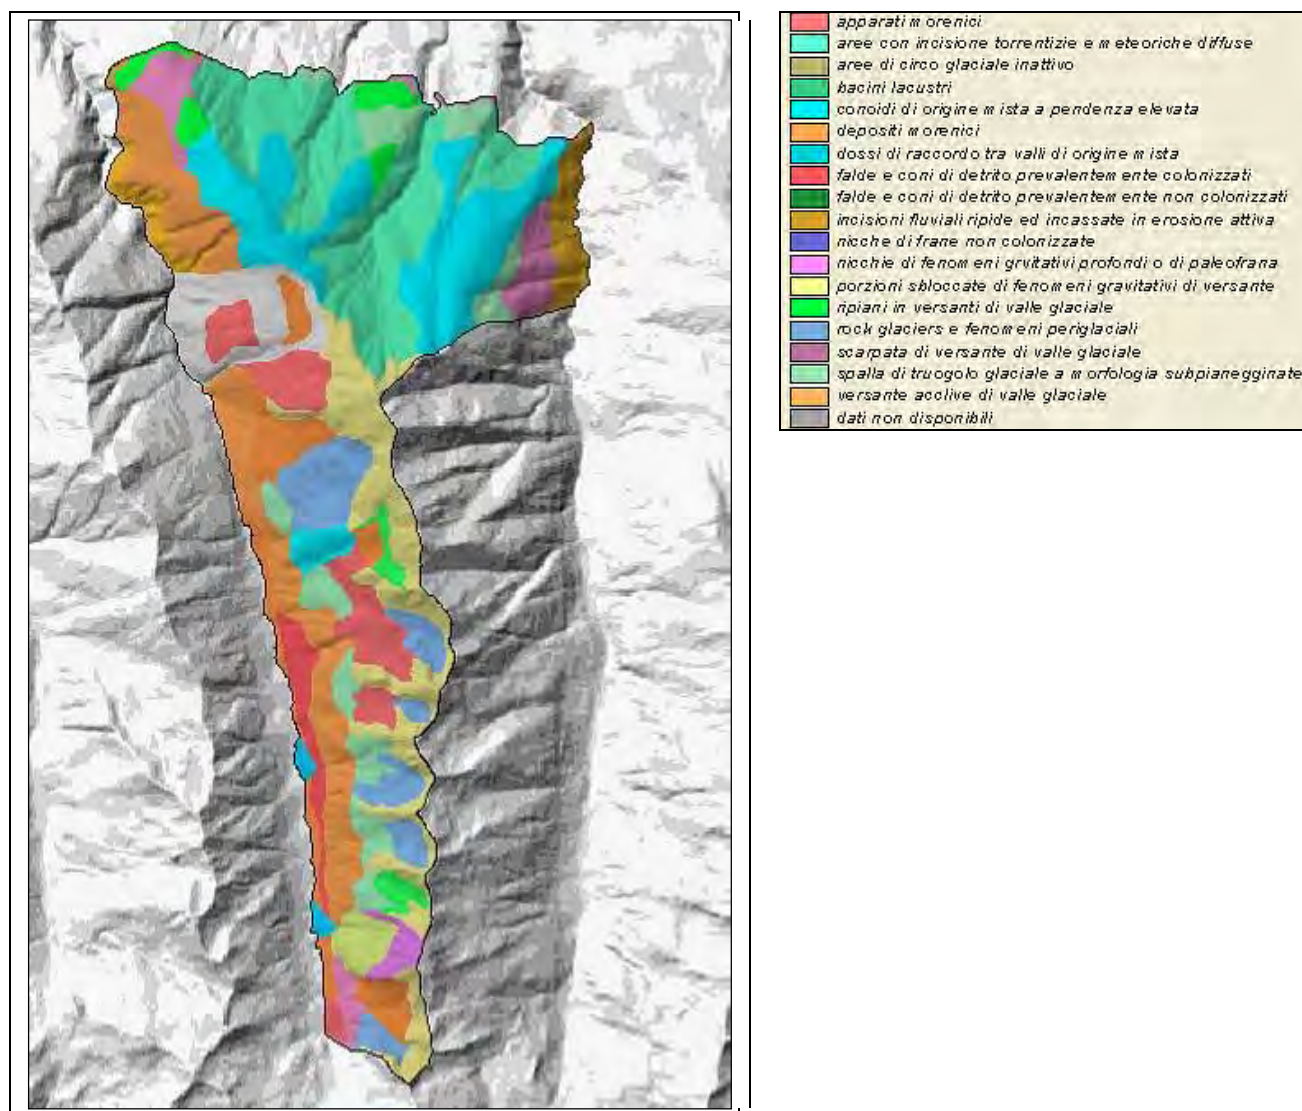 apparati morenici
aree con incisione torrentizie e meteoriche diffuse
aree di circo glaciale inattivo
bacini lacustri
conoidi di origine mista a pendenza elevata
depositi morenici
dossi di raccordo tra valli di origine mista
falde e coni di detrito prevalentemente colonizzati
falde e coni di detrito prevalentemente non colonizzati
incisioni fluviali ripide ed incassate in erosione attiva
nicche di frane non colonizzate
nicchie di fenomeni grvitativi profondi o di paleofrana
porzioni sbloccate di fenomeni gravitativi di versante
ripiani in versanti di valle glaciale
rock glaciers e fenomeni periglaciali
scarpata di versante di valle glaciale
spalla di truogolo glaciale a morfologia subpianegginate
versante acclive di valle glaciale
dati non disponibili